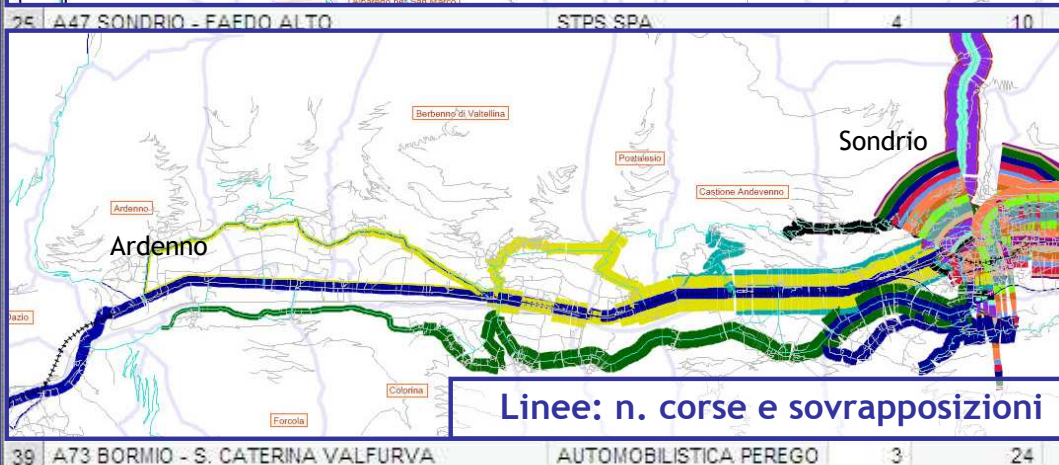 25 A47 SONDRIO - FAEDO ALTO STPS SPA 4 10
Berbenno di Valtellina
Sondrio
Postalesio
Castione Andevenno
Ardenno
Ardenno
Dazio
Colorina
Forcola
Linee: n. corse e sovrapposizioni
39 A73 BORMIO - S. CATERINA VALFURVA AUTOMOBILISTICA PEREGO 3 24